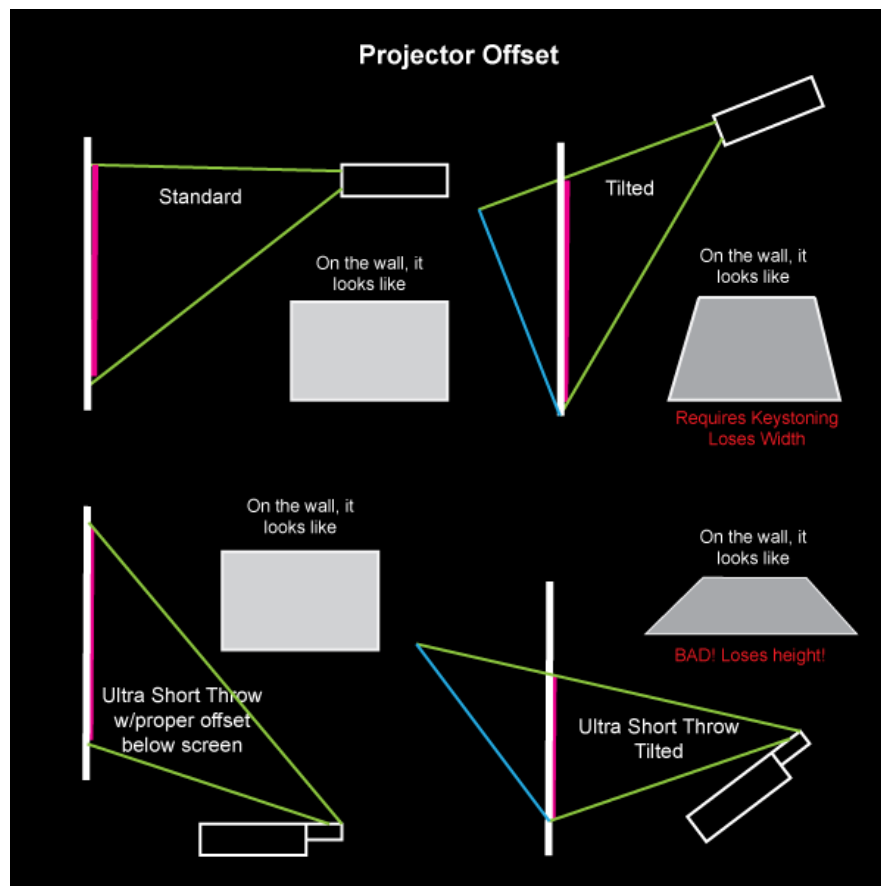 Projector Offset
Standard
On the wall, it
looks like
Tilted
On the wall, it
looks like
Requires Keystoning
Loses Width
On the wall, it
looks like
Ultra Short Throw
w/proper offset
below screen
On the wall, it
looks like
BAD! Loses height!
Ultra Short Throw
Tilted